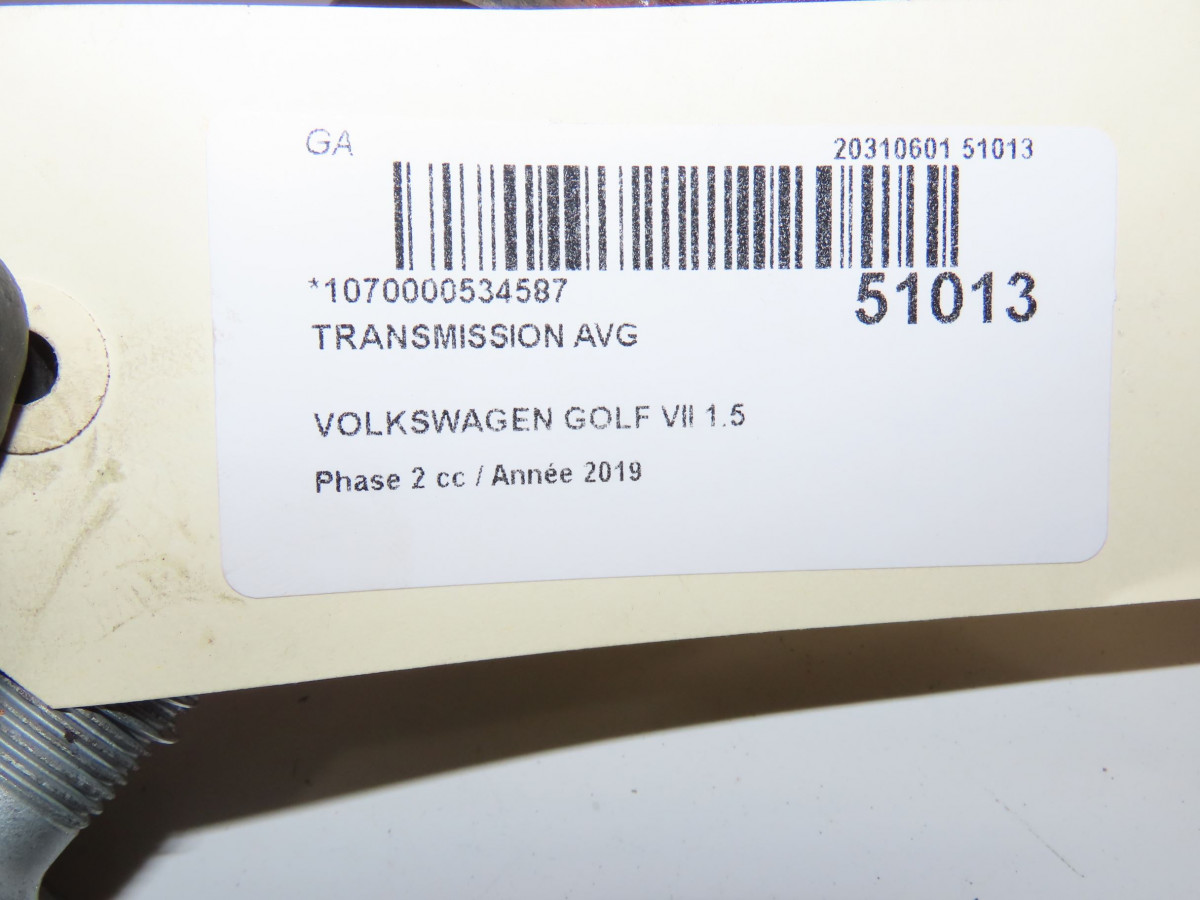 GA
20310601 51013
*1070000534587
51013
TRANSMISSION AVG
VOLKSWAGEN GOLF VII 1.5
Phase 2 cc / Année 2019